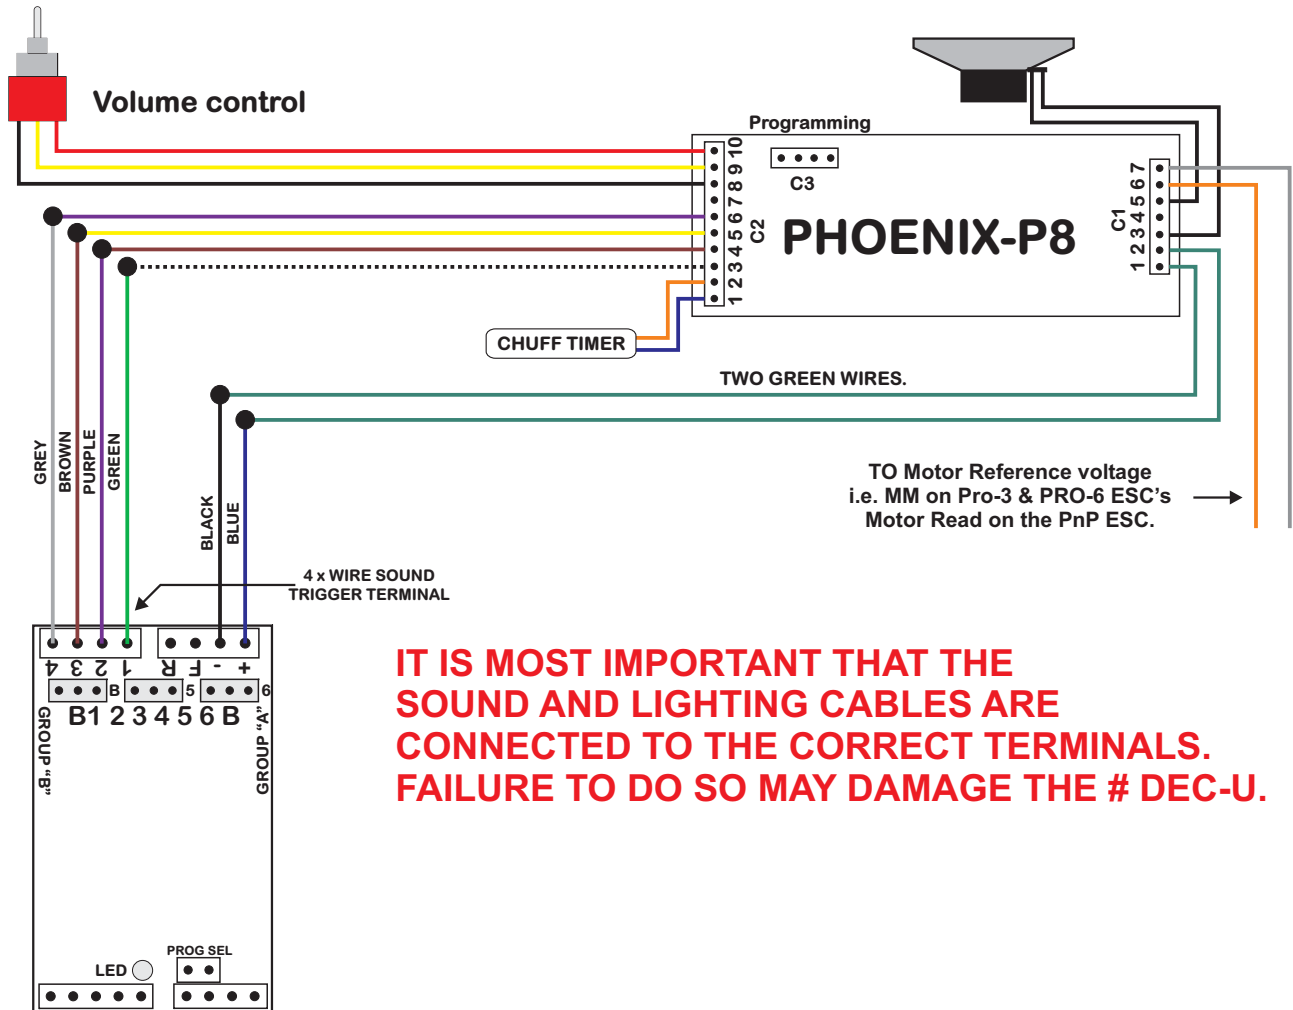 Volume control
Programming
C3
10
9
8
7
6
5
4
3
2
1
C2
PHOENIX-P8
C1
7
6
5
4
3
2
1
CHUFF TIMER
TWO GREEN WIRES.
GREY
BROWN
PURPLE
GREEN
BLACK
BLUE
TO Motor Reference voltage
i.e. MM on Pro-3 & PRO-6 ESC's
Motor Read on the PnP ESC.
4 x WIRE SOUND
TRIGGER TERMINAL
4 3 2 1 R F - +
B 5 6
B1 2 3 4 5 6 B
GROUP "B"
GROUP "A"
IT IS MOST IMPORTANT THAT THE
SOUND AND LIGHTING CABLES ARE
CONNECTED TO THE CORRECT TERMINALS.
FAILURE TO DO SO MAY DAMAGE THE # DEC-U.
PROG SEL
LED